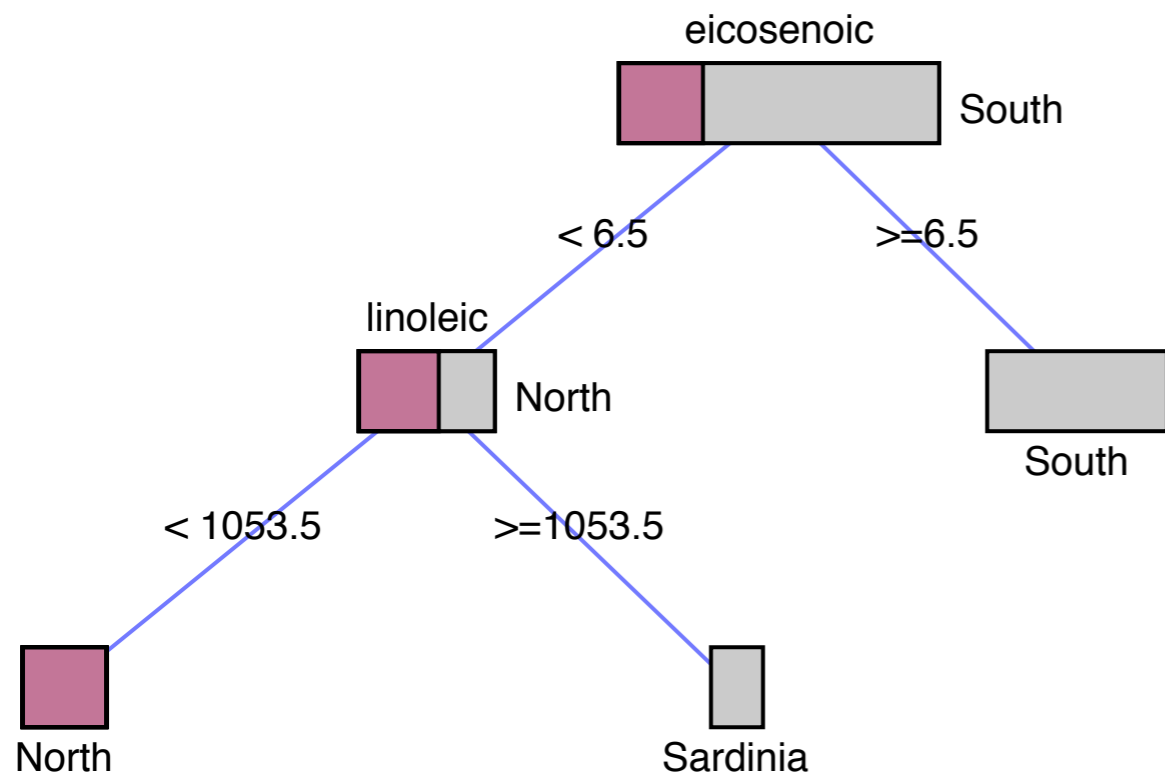 eicosenoic
South
< 6.5
>=6.5
linoleic
North
South
< 1053.5
>=1053.5
North
Sardinia